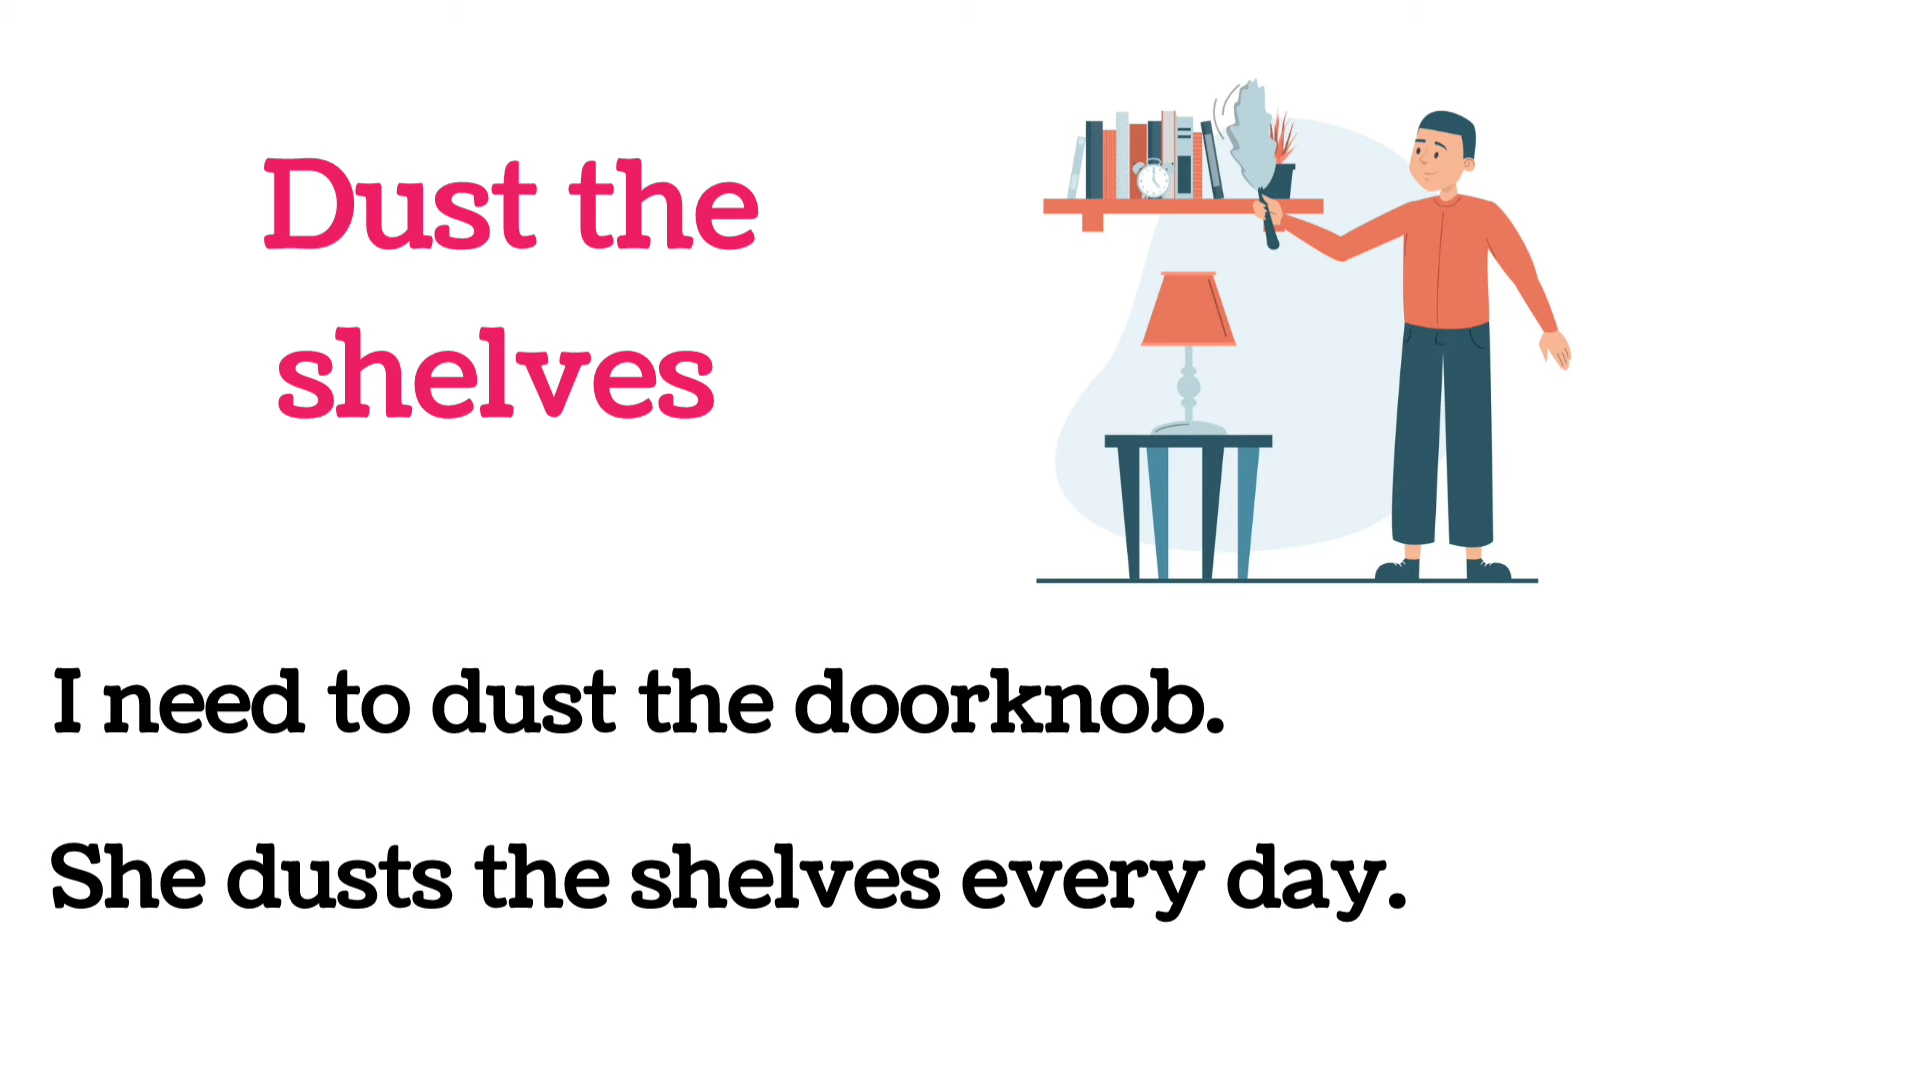 Dust the
shelves
I need to dust the doorknob.
She dusts the shelves every day.